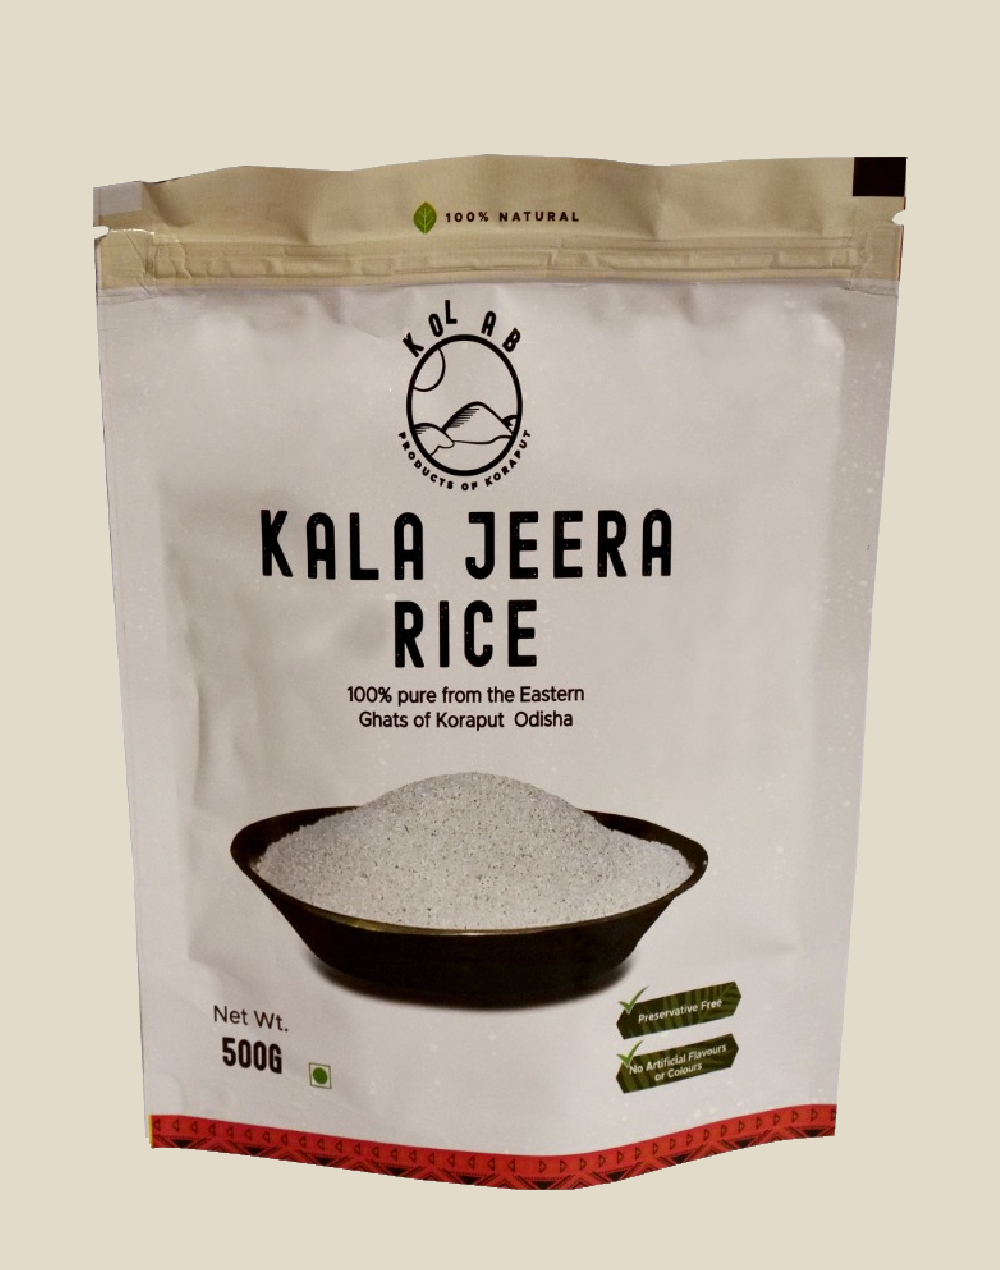 100% NATURAL
KOLAB
PRODUCTS OF KORAPUT
KALA JEERA
RICE
100% pure from the Eastern
Ghats of Koraput Odisha
Net Wt.
500G
Preservative Free
No Artificial Flavours
or Colours